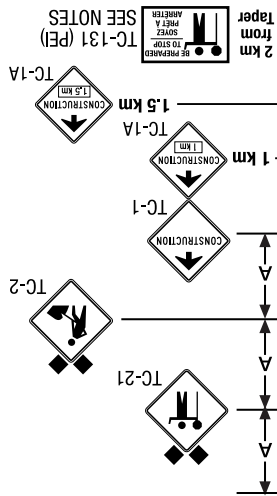 A
TC-21
A
TC-2
A
TC-1
CONSTRUCTION
1 km
TC-1A
CONSTRUCTION
1 km
1.5 km
TC-1A
CONSTRUCTION
1,5 km
2 km
from
Taper
BE PREPARED
TO STOP
SOYEZ
PRÊT À
ARRÊTER
TC-131 (PEI)
SEE NOTES